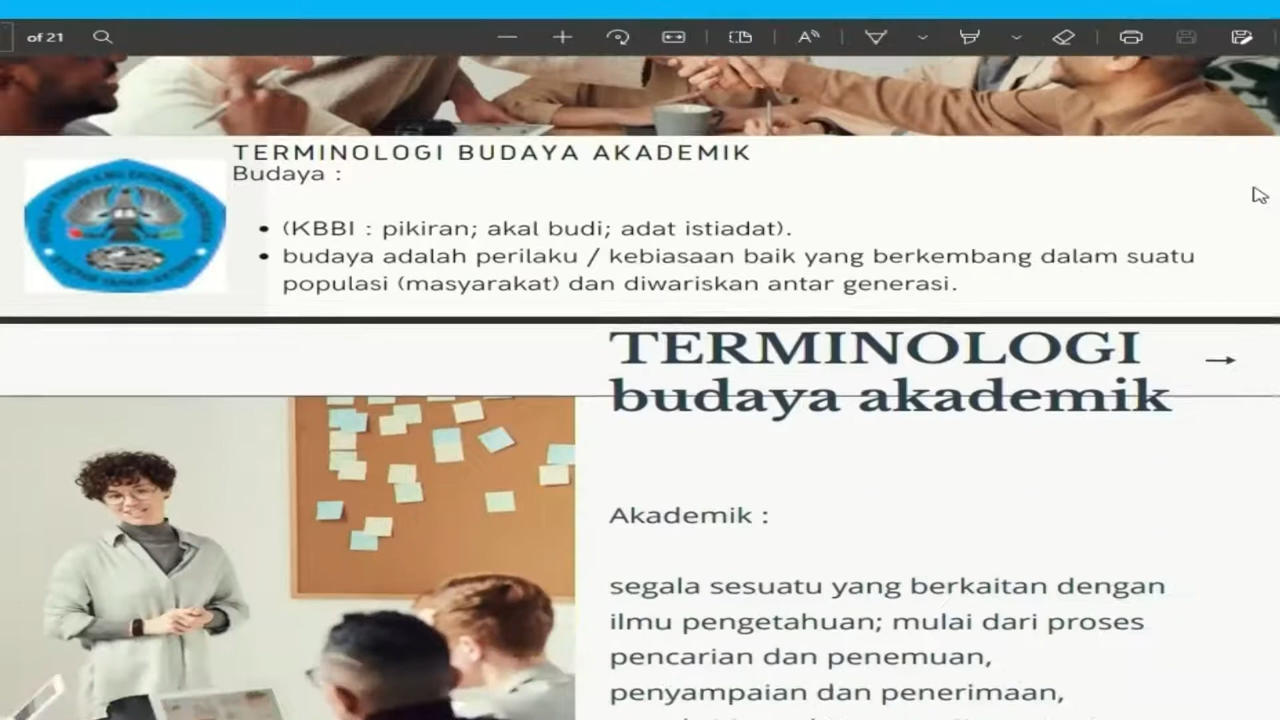 of 21
TERMINOLOGI BUDAYA AKADEMIK
Budaya :
• (KBBI : pikiran; akal budi; adat istiadat).
• budaya adalah perilaku / kebiasaan baik yang berkembang dalam suatu
populasi (masyarakat) dan diwariskan antar generasi.
TERMINOLOGI
budaya akademik
Akademik :
segala sesuatu yang berkaitan dengan
ilmu pengetahuan; mulai dari proses
pencarian dan penemuan,
penyampaian dan penerimaan,